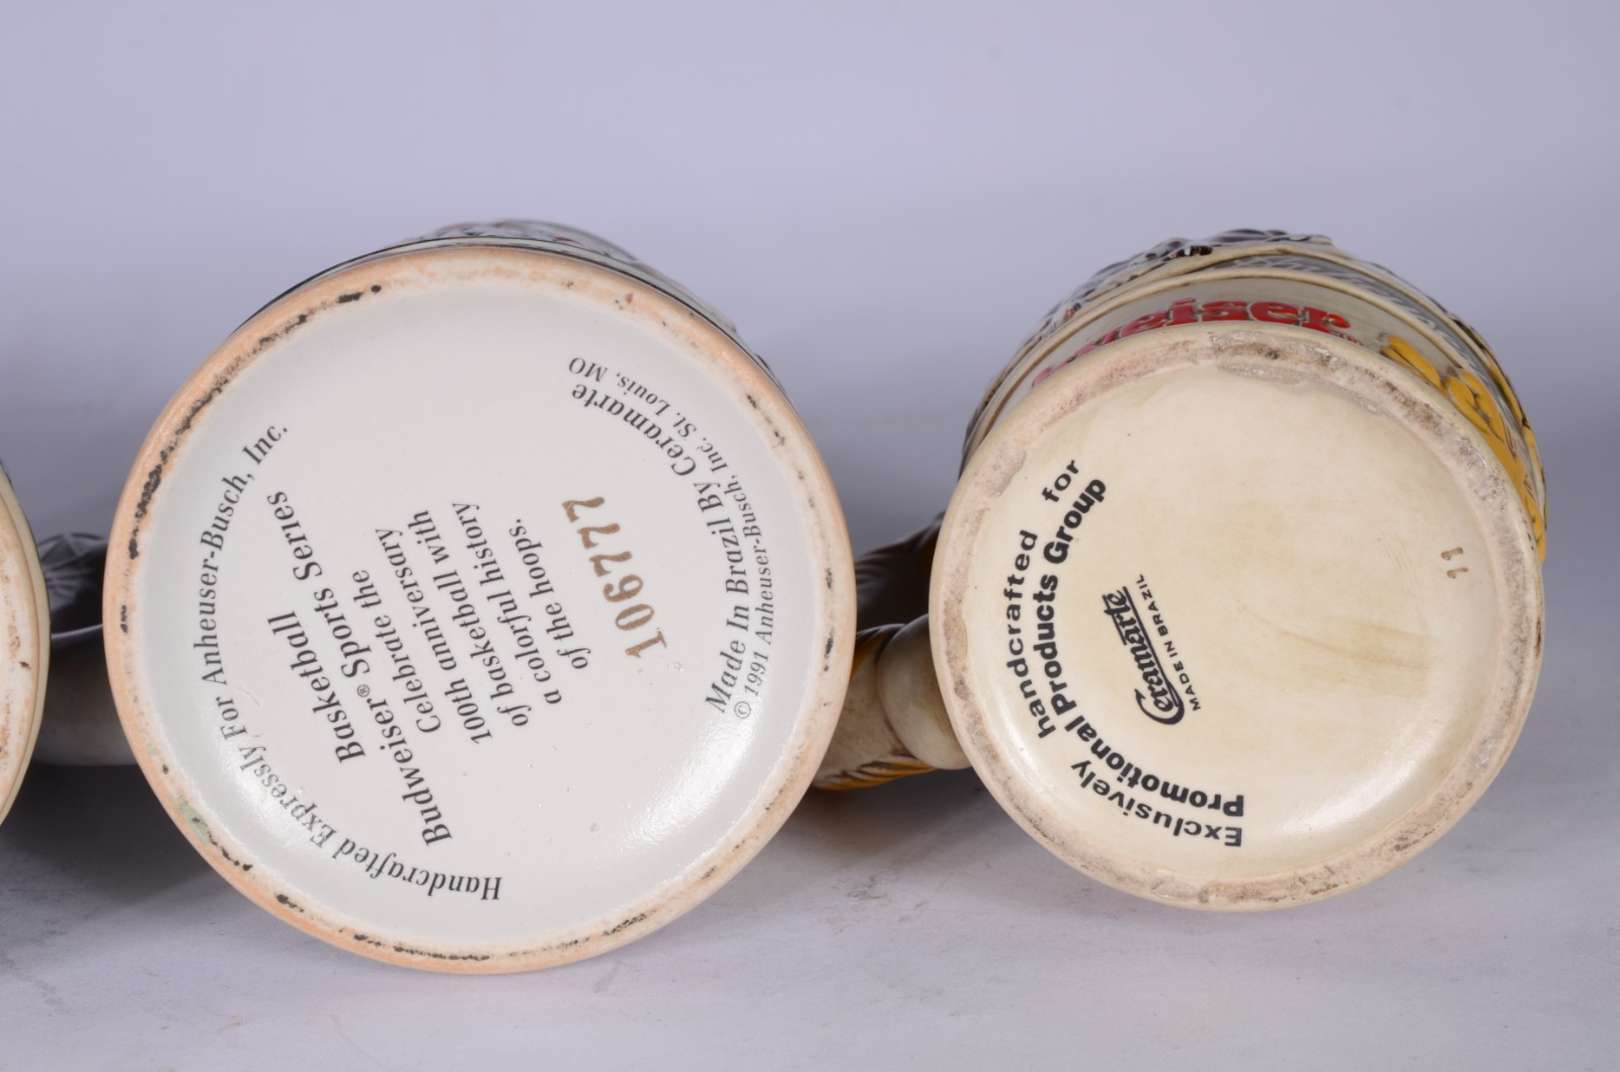 Handcrafted Expressly For Anheuser-Busch, Inc.
Basketball
Budweiser® Sports Series
Celebrate the
100th anniversary
of basketball with
a colorful history
of the hoops.
106777
Made In Brazil By Ceramarte
© 1991 Anheuser-Busch, Inc. St. Louis, MO
weiser
Exclusively handcrafted for
Promotional Products Group
Ceramarte
MADE IN BRAZIL
11